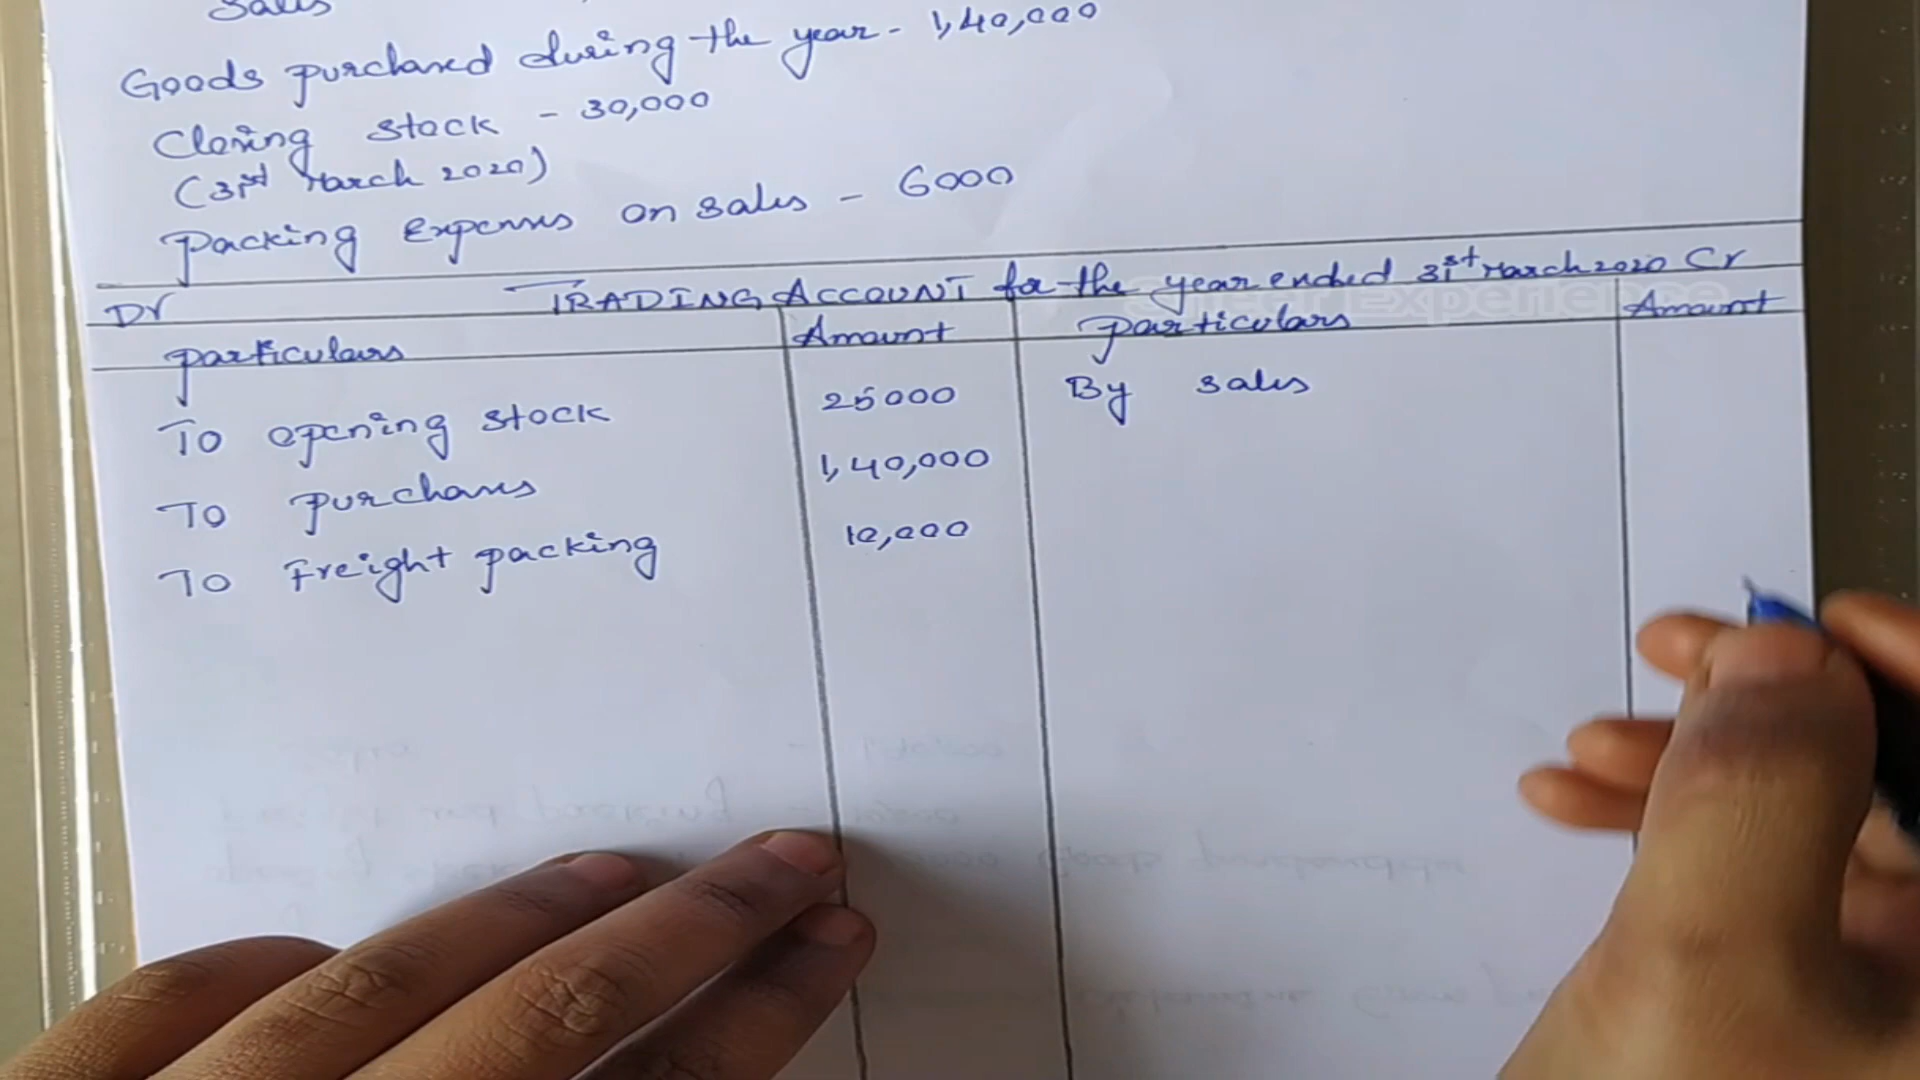 Sales
Goods purchased during the year - 1,40,000
Closing stock - 30,000
(31st March 2020)
Packing Expenses on sales - 6000
Dr TRADING ACCOUNT for the year ended 31st March 2020 Cr
Particulars Amount Particulars Amount
To opening stock 25000 By sales
To purchases 1,40,000
To Freight packing 10,000